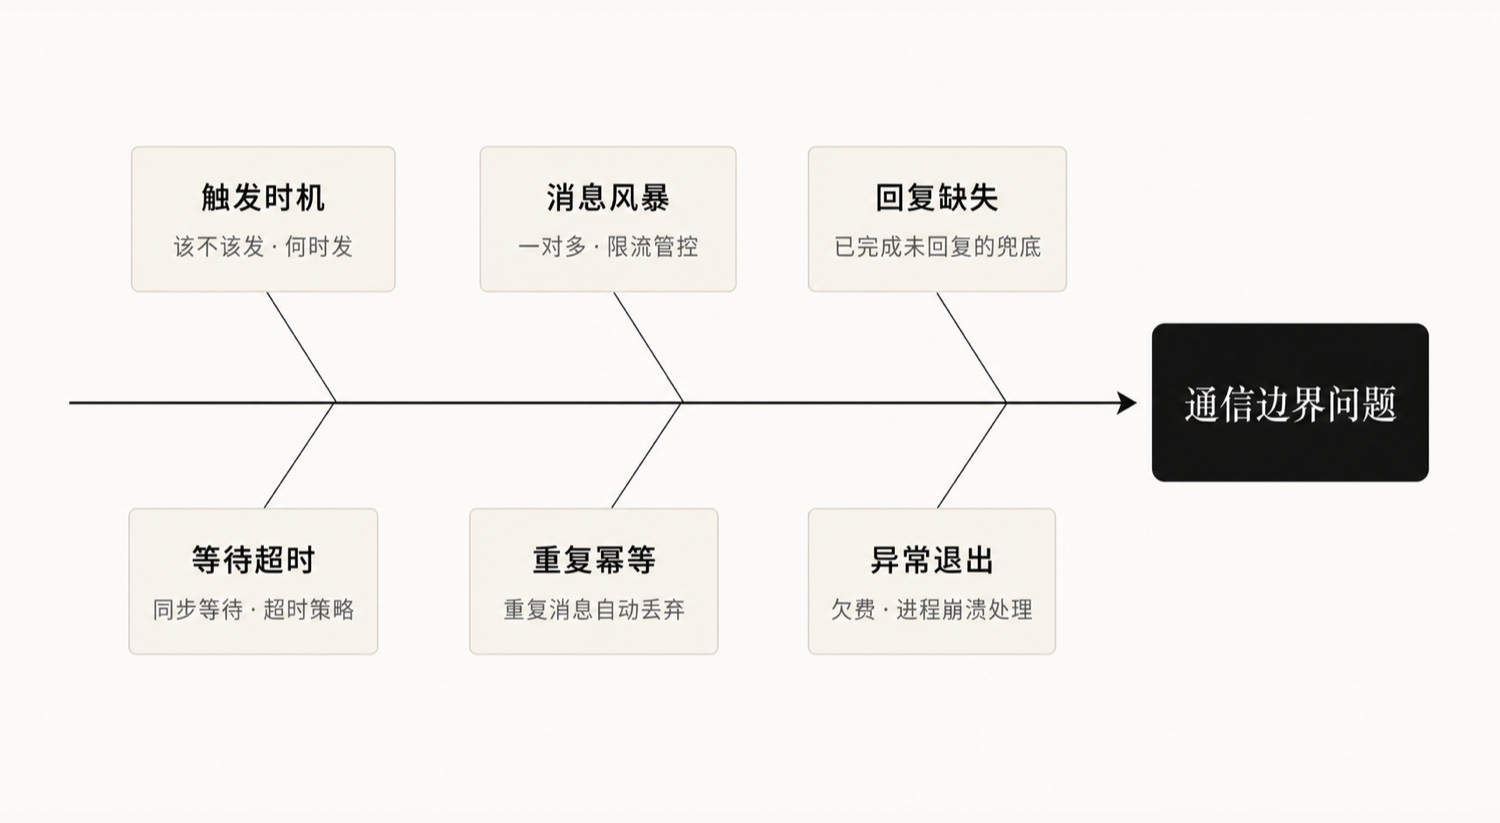 触发时机
该不该发 · 何时发
消息风暴
一对多 · 限流管控
回复缺失
已完成未回复的兜底
通信边界问题
等待超时
同步等待 · 超时策略
重复幂等
重复消息自动丢弃
异常退出
欠费 · 进程崩溃处理